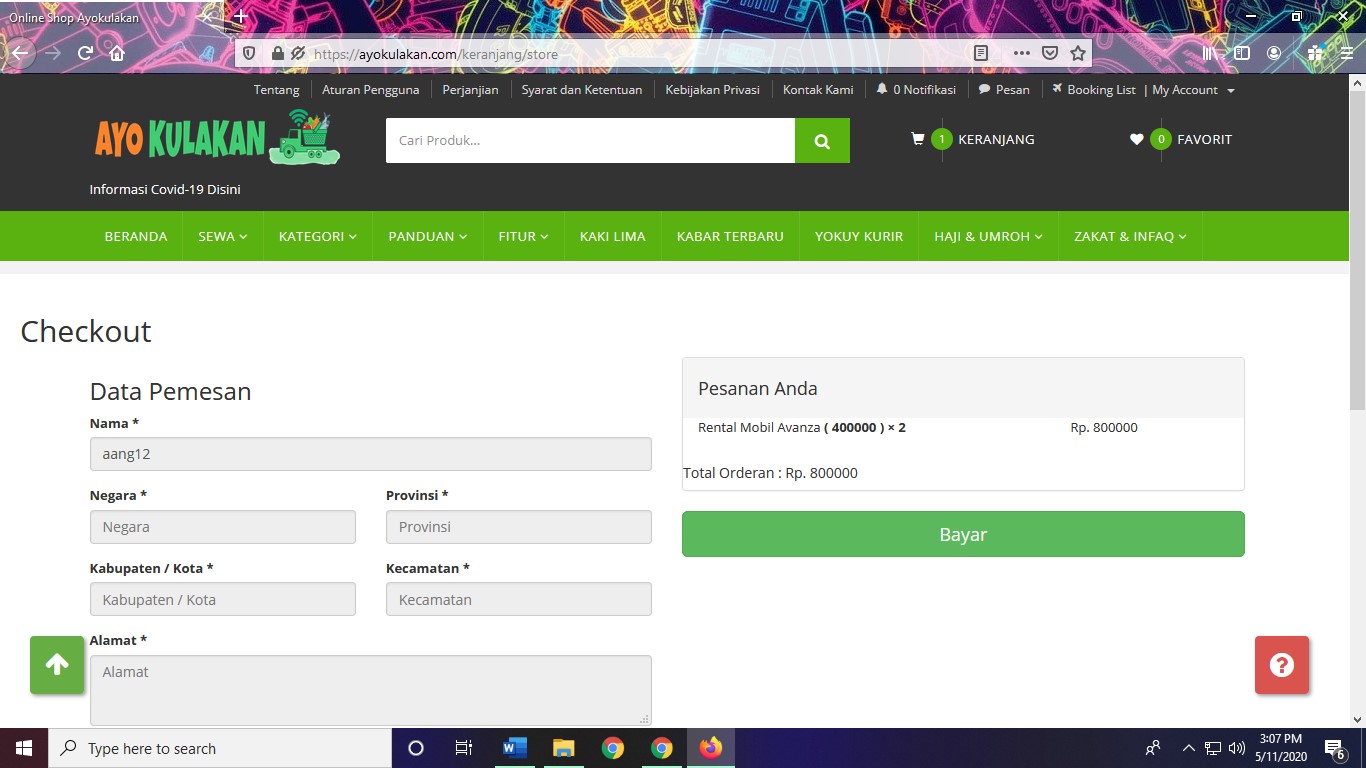 Online Shop Ayokulakan
https://ayokulakan.com/keranjang/store
Tentang Aturan Pengguna Perjanjian Syarat dan Ketentuan Kebijakan Privasi Kontak Kami 0 Notifikasi Pesan Booking List | My Account
AYO KULAKAN
Cari Produk...
1 KERANJANG
0 FAVORIT
Informasi Covid-19 Disini
BERANDA SEWA KATEGORI PANDUAN FITUR KAKI LIMA KABAR TERBARU YOKUY KURIR HAJI & UMROH ZAKAT & INFAQ
Checkout
Data Pemesan
Nama *
aang12
Negara * Provinsi *
Negara Provinsi
Kabupaten / Kota * Kecamatan *
Kabupaten / Kota Kecamatan
Alamat *
Alamat
Pesanan Anda
Rental Mobil Avanza ( 400000 ) × 2 Rp. 800000
Total Orderan : Rp. 800000
Bayar
Type here to search
3:07 PM
5/11/2020
6